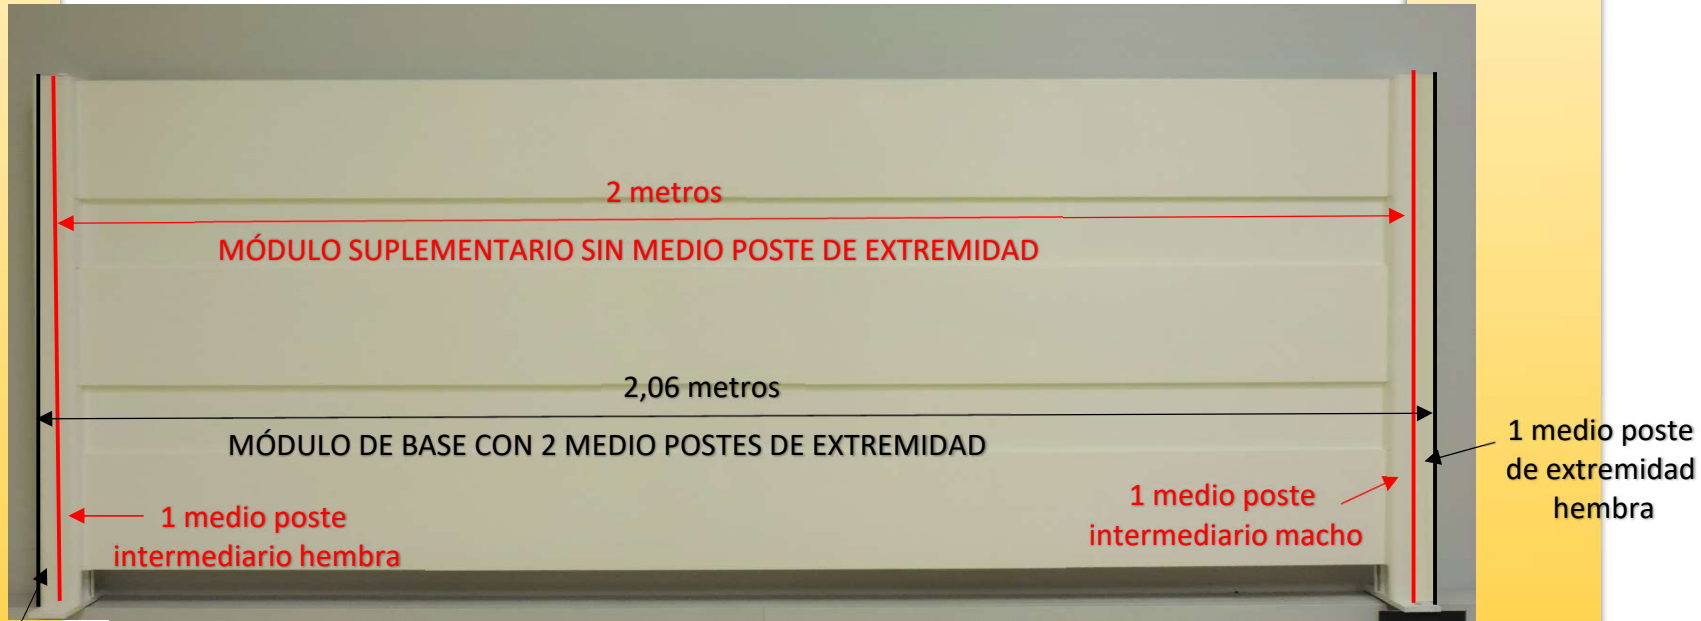 2 metros
MÓDULO SUPLEMENTARIO SIN MEDIO POSTE DE EXTREMIDAD
2,06 metros
MÓDULO DE BASE CON 2 MEDIO POSTES DE EXTREMIDAD
1 medio poste
de extremidad
hembra
1 medio poste
intermediario macho
1 medio poste
intermediario hembra